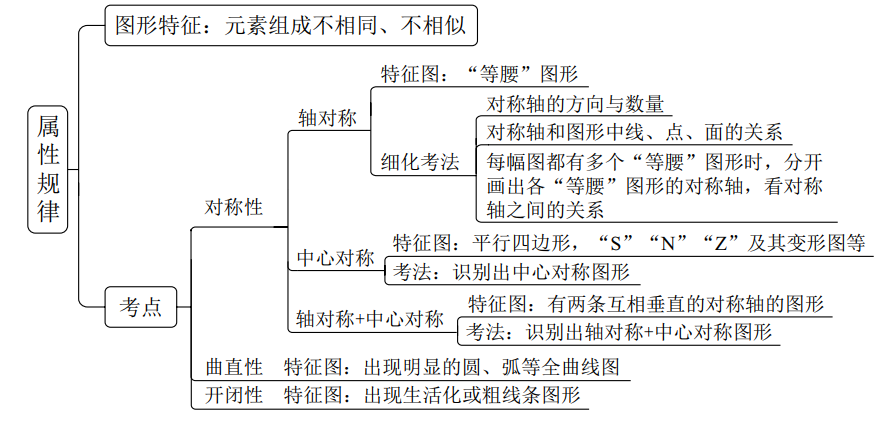 属性规律
图形特征：元素组成不相同、不相似
考点
对称性
轴对称
特征图：“等腰”图形
细化考法
对称轴的方向与数量
对称轴和图形中线、点、面的关系
每幅图都有多个“等腰”图形时，分开
画出各“等腰”图形的对称轴，看对称
轴之间的关系
中心对称
特征图：平行四边形，“S”“N”“Z”及其变形图等
考法：识别出中心对称图形
轴对称+中心对称
特征图：有两条互相垂直的对称轴的图形
考法：识别出轴对称+中心对称图形
曲直性 特征图：出现明显的圆、弧等全曲线图
开闭性 特征图：出现生活化或粗线条图形